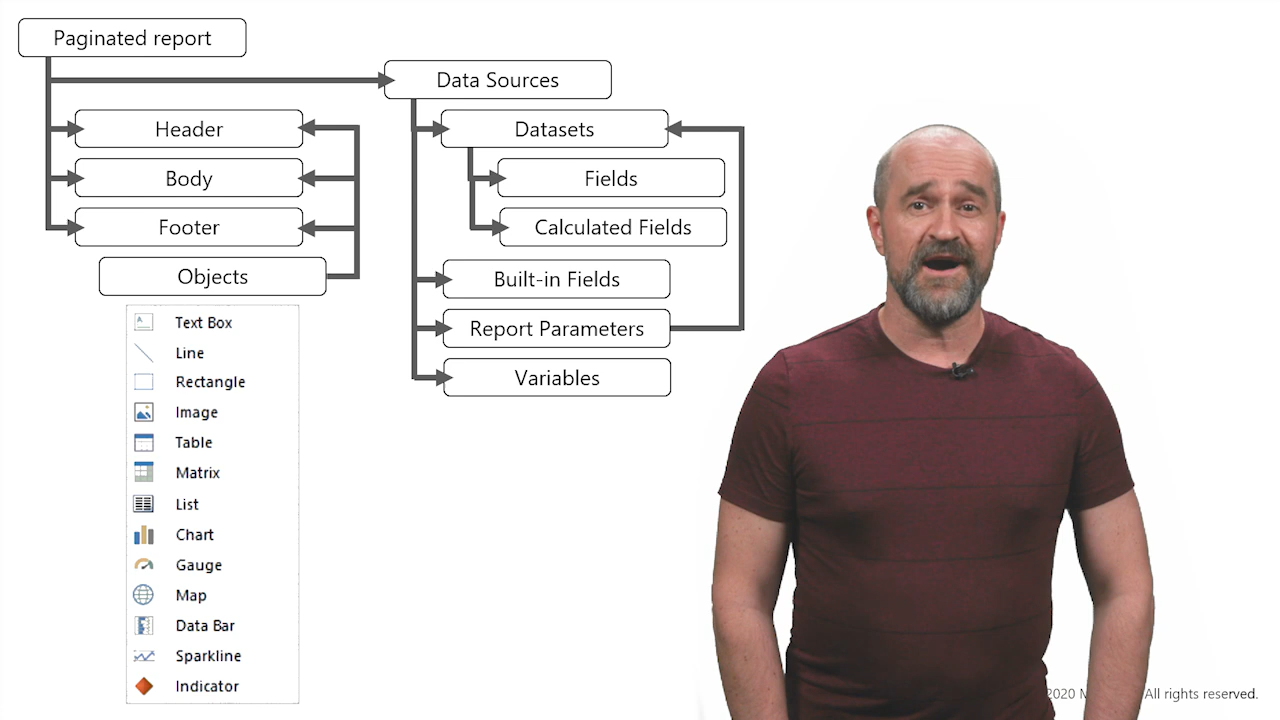 Paginated report
Data Sources
Header
Body
Footer
Objects
Datasets
Fields
Calculated Fields
Built-in Fields
Report Parameters
Variables
Text Box
Line
Rectangle
Image
Table
Matrix
List
Chart
Gauge
Map
Data Bar
Sparkline
Indicator
2020 All rights reserved.